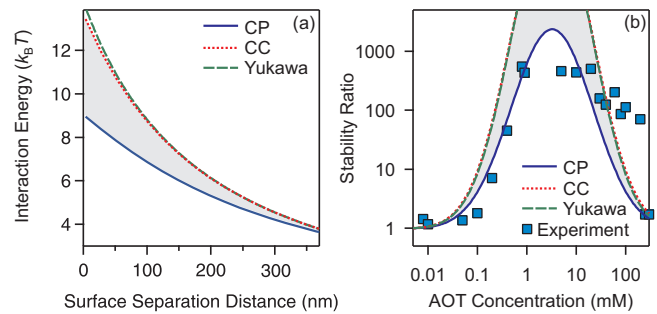 (a)
CP
CC
Yukawa
12
10
8
6
4
Interaction Energy (kBT)
0
100
200
300
Surface Separation Distance (nm)
(b)
1000
100
10
1
Stability Ratio
CP
CC
Yukawa
Experiment
0.01
0.1
1
10
100
AOT Concentration (mM)